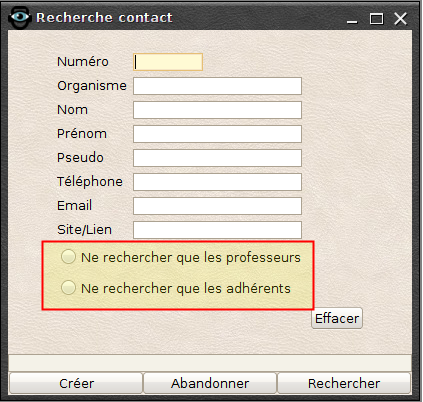 Recherche contact
Numéro
Organisme
Nom
Prénom
Pseudo
Téléphone
Email
Site/Lien
Ne rechercher que les professeurs
Ne rechercher que les adhérents
Effacer
Créer Abandonner Rechercher